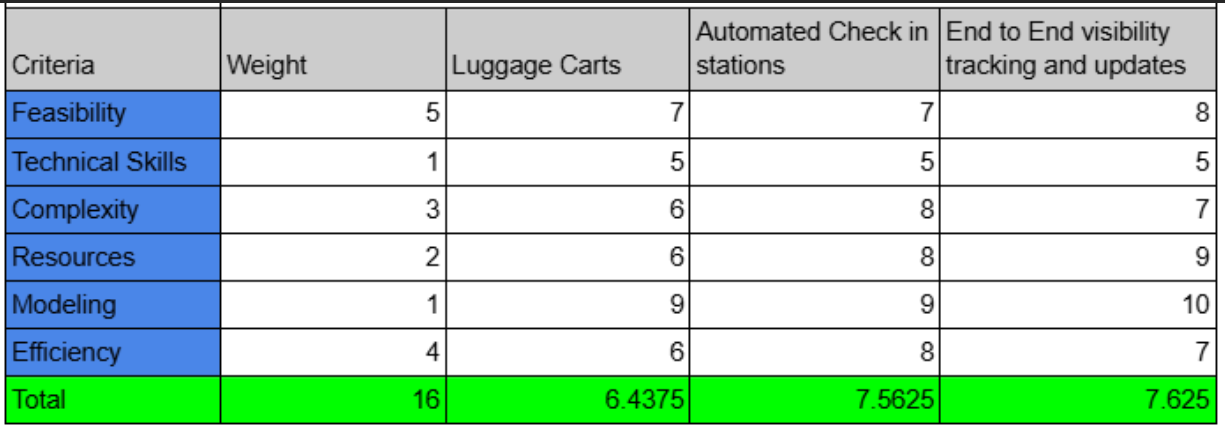 Criteria Weight Luggage Carts Automated Check in stations End to End visibility tracking and updates
Feasibility 5 7 7 8
Technical Skills 1 5 5 5
Complexity 3 6 8 7
Resources 2 6 8 9
Modeling 1 9 9 10
Efficiency 4 6 8 7
Total 16 6.4375 7.5625 7.625